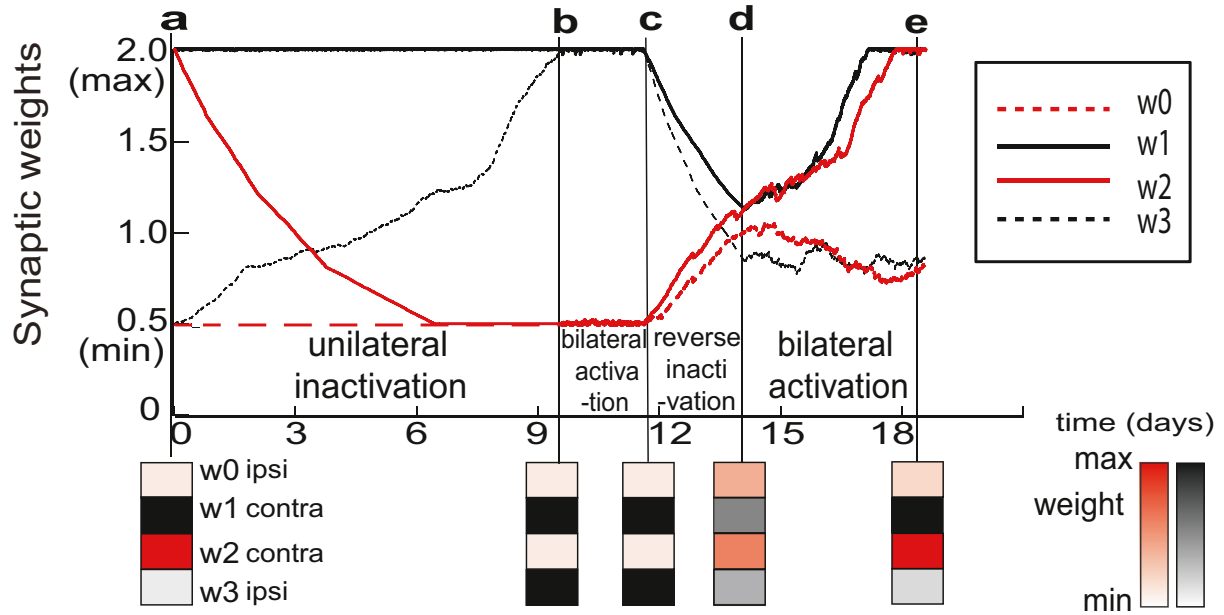 a b c d e
Synaptic weights
2.0
(max)
1.5
1.0
0.5
(min)
0
unilateral
inactivation
bilateral
activa
-tion
reverse
inacti
-vation
bilateral
activation
0 3 6 9 12 15 18
time (days)
w0
w1
w2
w3
w0 ipsi
w1 contra
w2 contra
w3 ipsi
max
weight
min